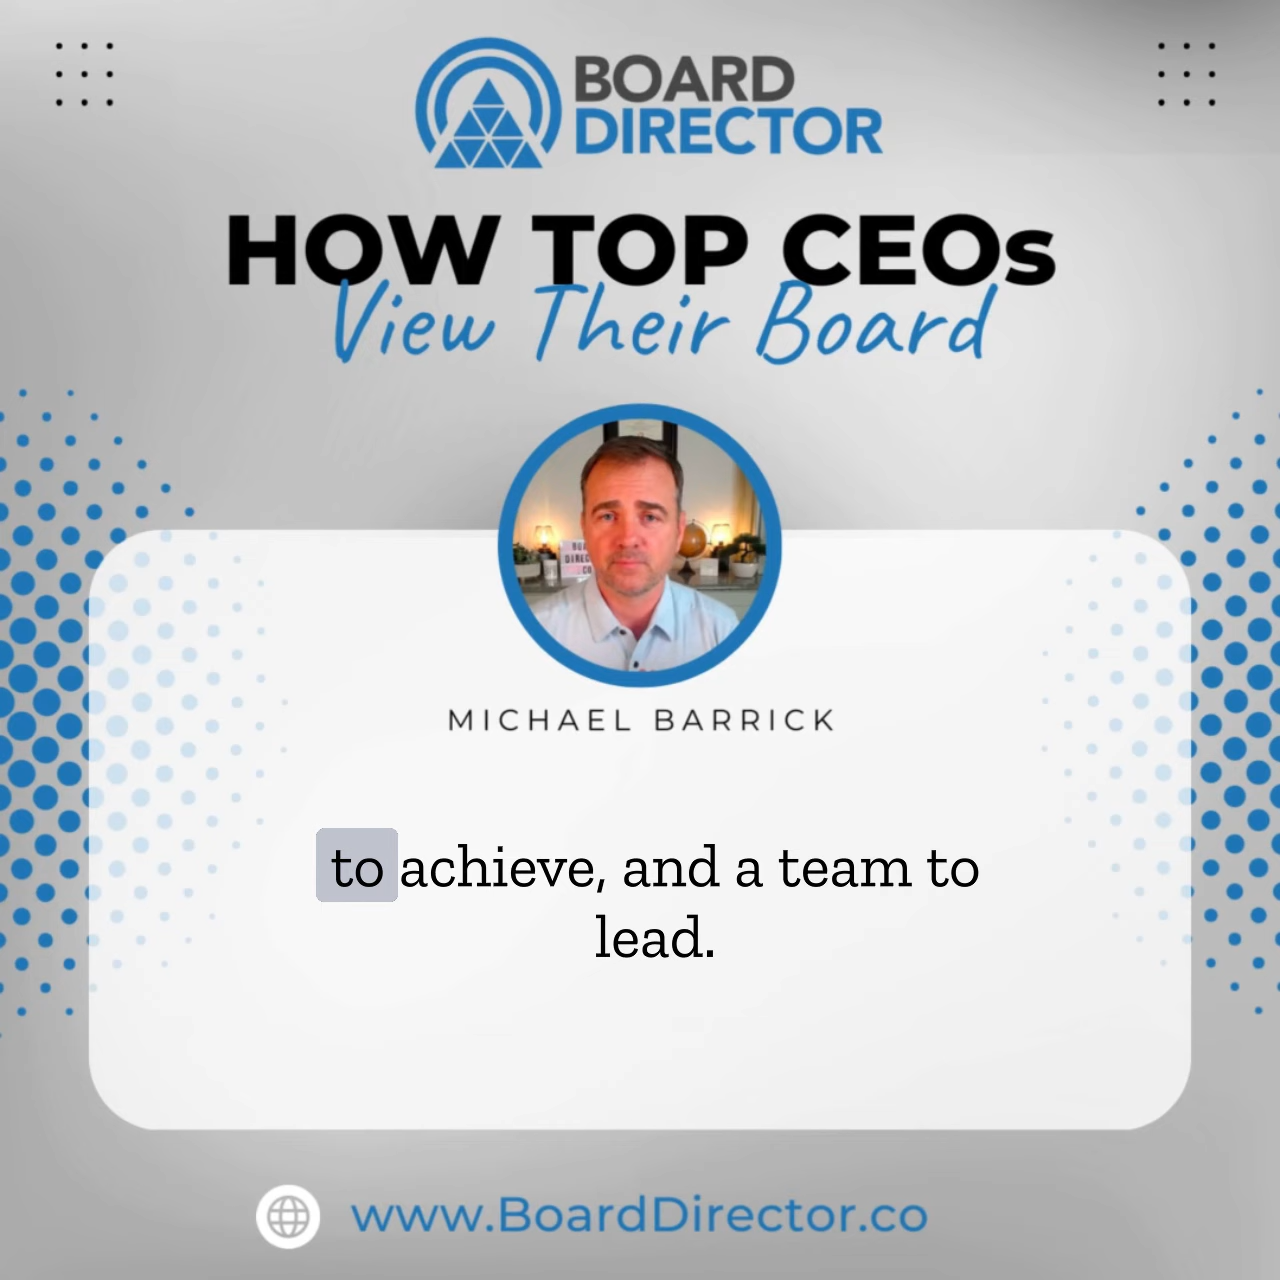 BOARD
DIRECTOR
HOW TOP CEOs
View Their Board
MICHAEL BARRICK
to achieve, and a team to
lead.
www.BoardDirector.co